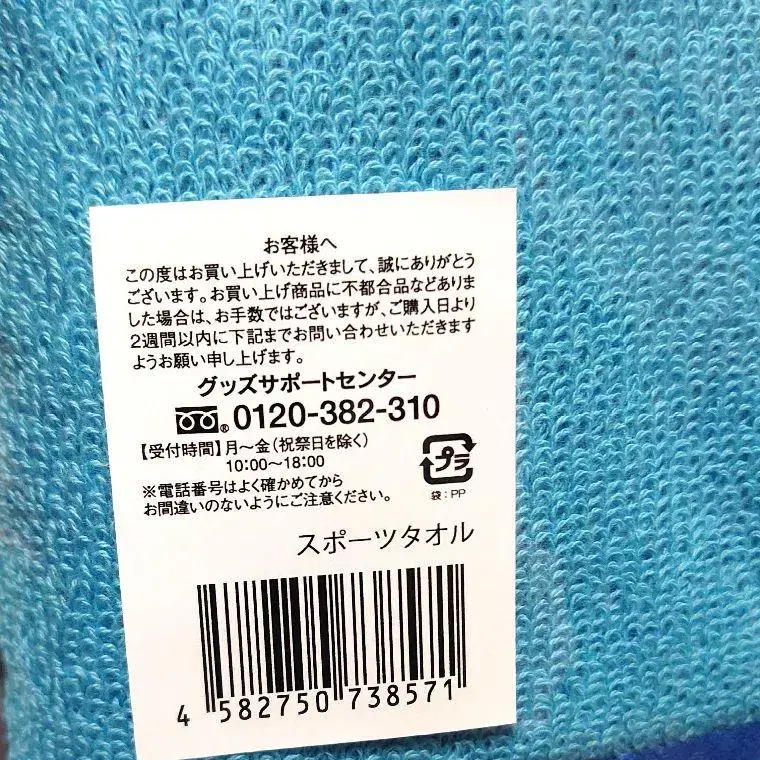 お客様へ
この度はお買い上げいただきまして、誠にありがとう
ございます。お買い上げ商品に不都合品などありま
した場合は、お手数ではございますが、ご購入日より
2週間以内に下記までお問い合わせいただきます
ようお願い申し上げます。
グッズサポートセンター
® 0120-382-310
【受付時間】月〜金(祝祭日を除く)
10:00〜18:00
※電話番号はよく確かめてから
お間違いのないようにご注意ください。
プラ
袋:PP
スポーツタオル
4 582750 738571